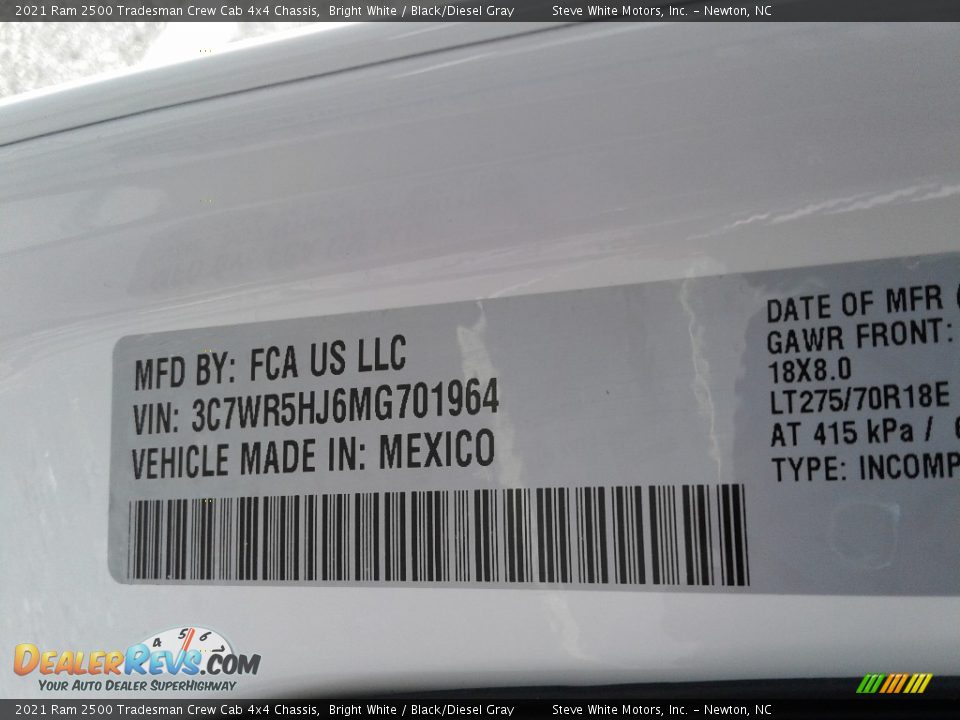 2021 Ram 2500 Tradesman Crew Cab 4x4 Chassis, Bright White / Black/Diesel Gray Steve White Motors, Inc. - Newton, NC
MFD BY: FCA US LLC
VIN: 3C7WR5HJ6MG701964
VEHICLE MADE IN: MEXICO
DATE OF MFR
GAWR FRONT:
18X8.0
LT275/70R18E
AT 415 kPa /
TYPE: INCOMP
4 5 6
DEALERREVS.COM
YOUR AUTO DEALER SUPERHIGHWAY
2021 Ram 2500 Tradesman Crew Cab 4x4 Chassis, Bright White / Black/Diesel Gray Steve White Motors, Inc. - Newton, NC